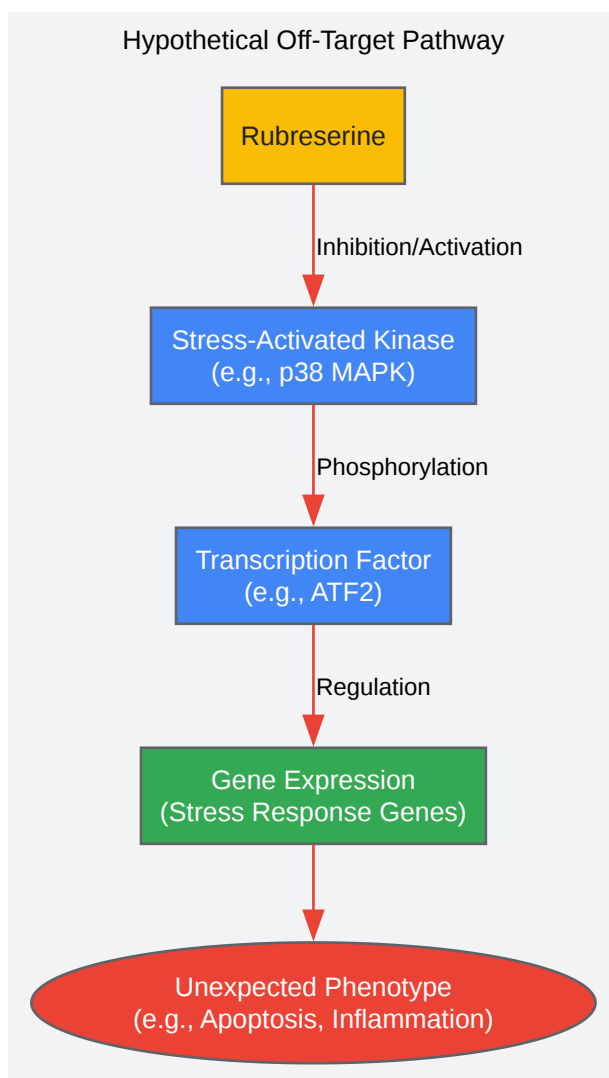 Hypothetical Off-Target Pathway
Rubreserine
Inhibition/Activation
Stress-Activated Kinase
(e.g., p38 MAPK)
Phosphorylation
Transcription Factor
(e.g., ATF2)
Regulation
Gene Expression
(Stress Response Genes)
Unexpected Phenotype
(e.g., Apoptosis, Inflammation)